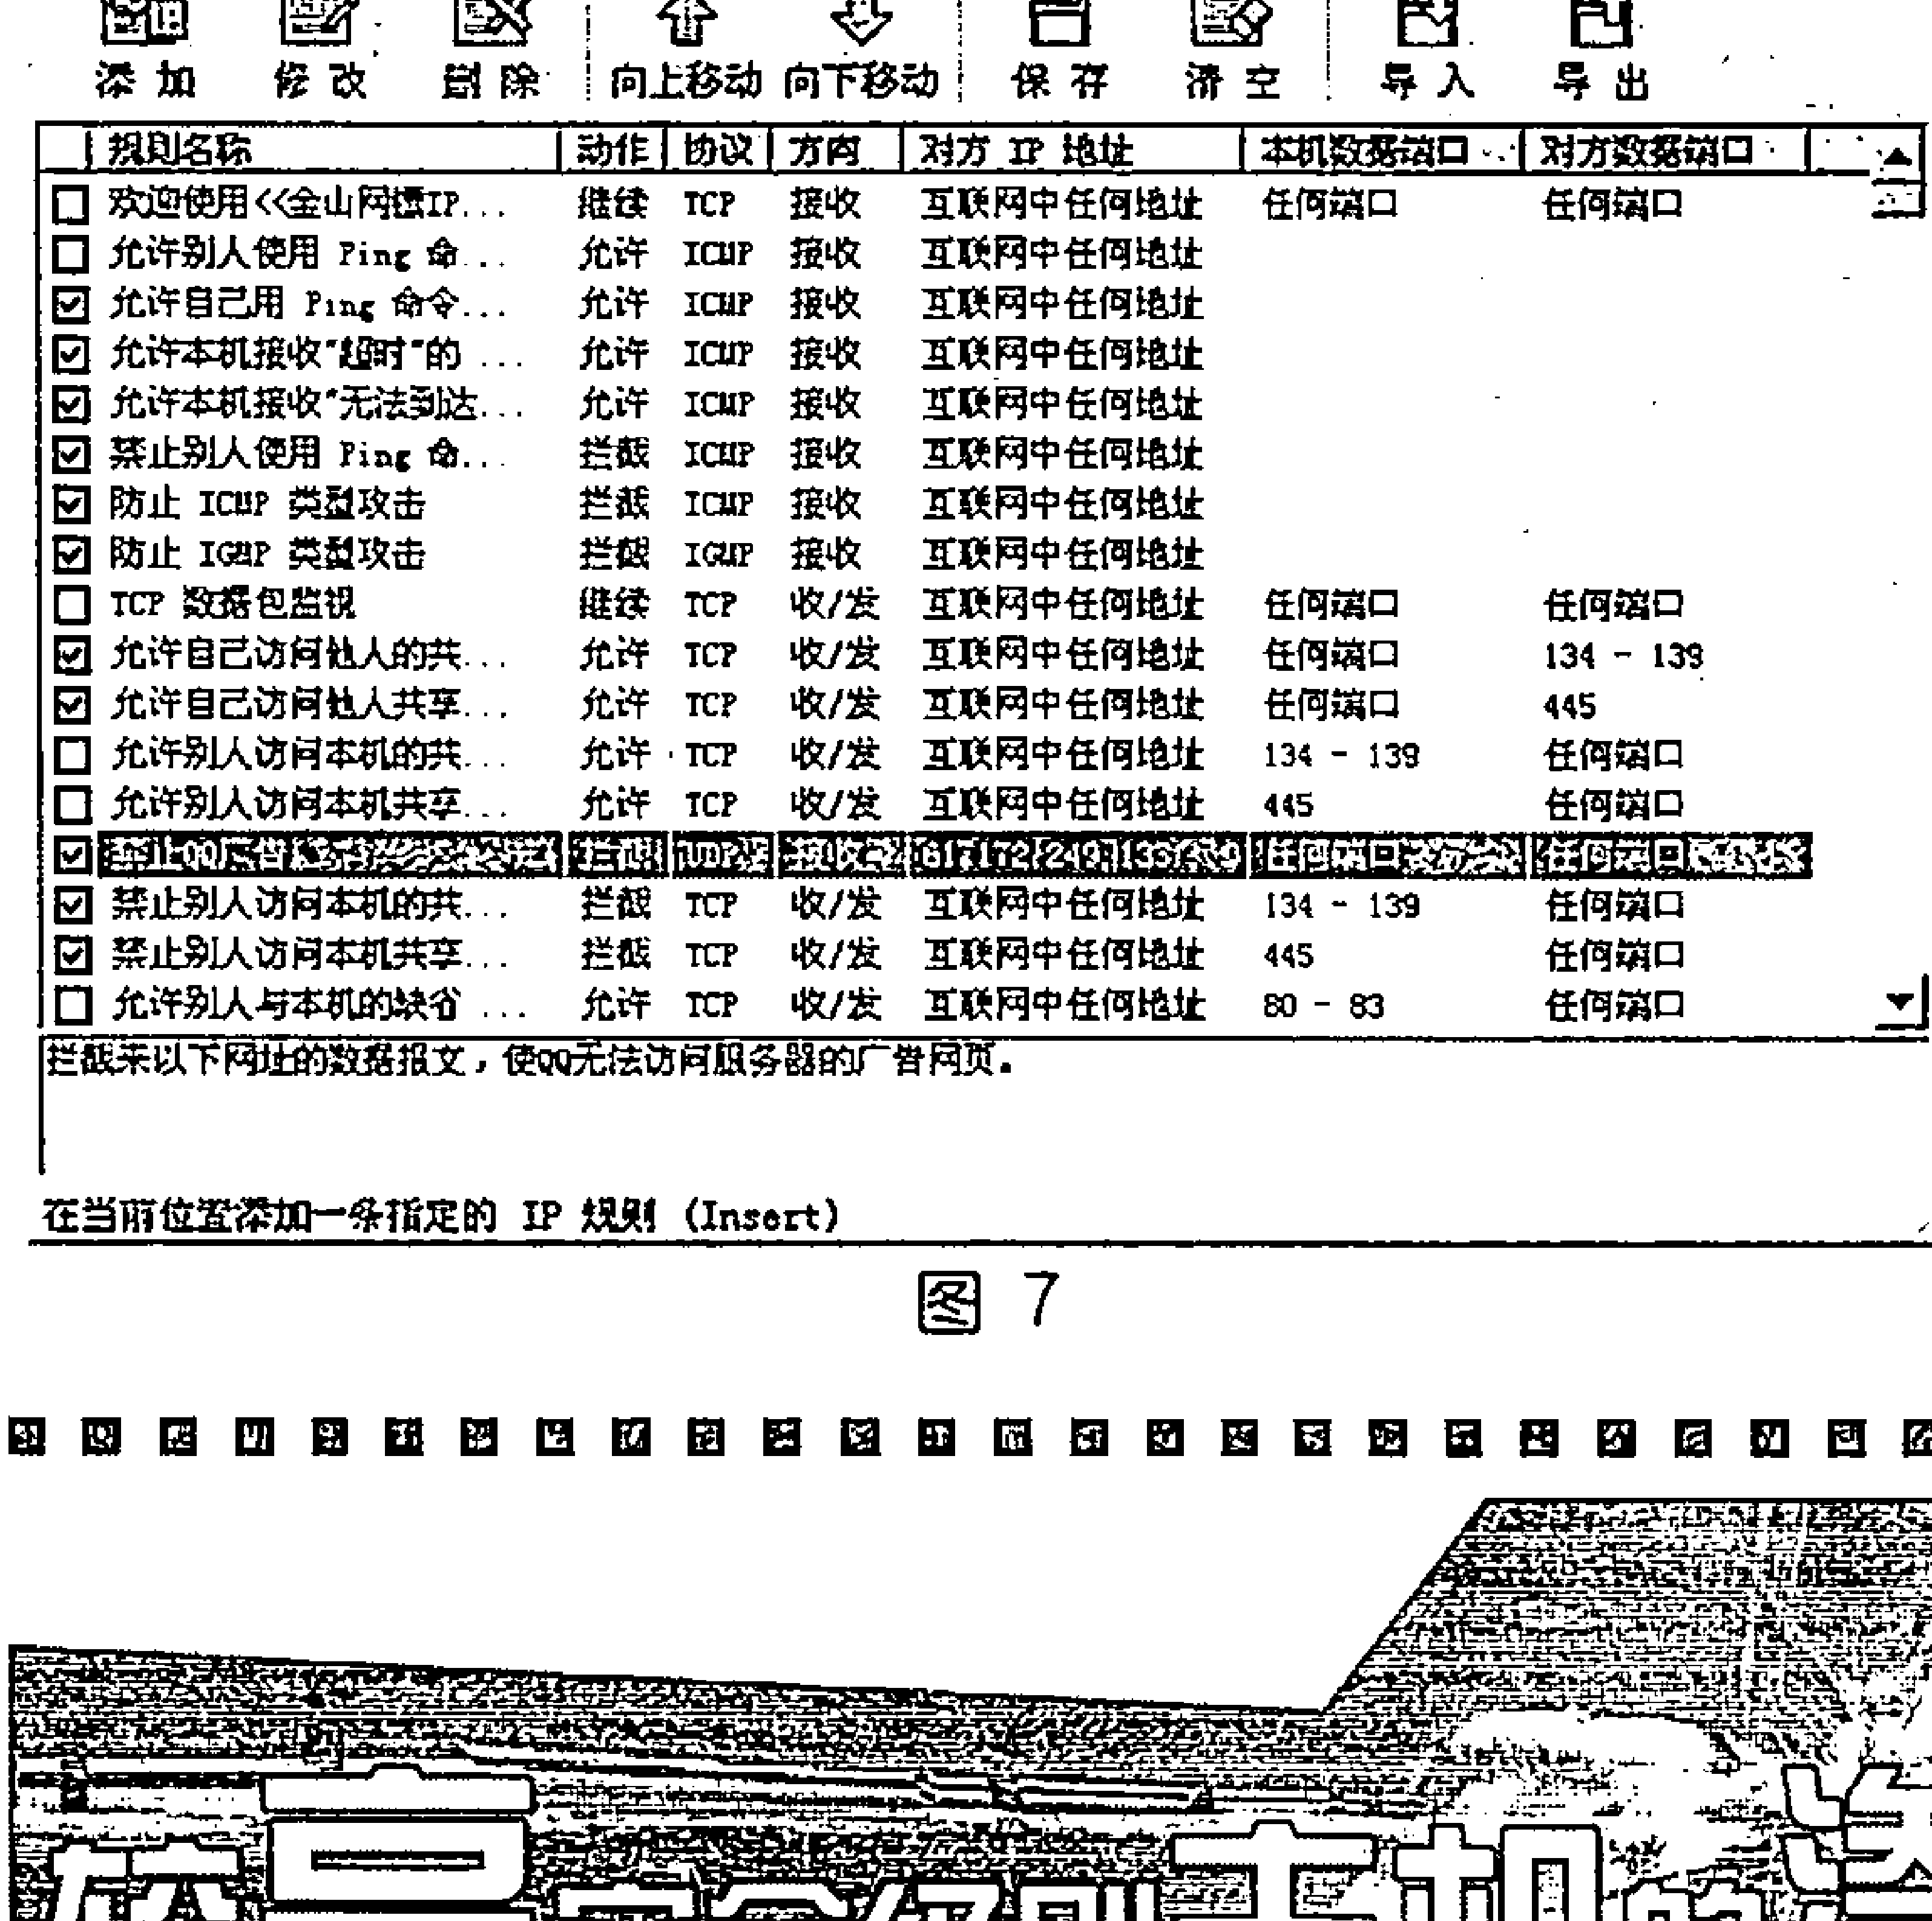 添加 修改 删除 向上移动 向下移动 保存 清空 导入 导出
规则名称 动作 协议 方向 对方 IP 地址 本机数据端口 对方数据端口
欢迎使用<<金山网镖IP... 继续 TCP 接收 互联网中任何地址 任何端口 任何端口
允许别人使用 Ping 命... 允许 ICMP 接收 互联网中任何地址
允许自己用 Ping 命令... 允许 ICMP 接收 互联网中任何地址
允许本机接收"超时"的 ... 允许 ICMP 接收 互联网中任何地址
允许本机接收"无法到达... 允许 ICMP 接收 互联网中任何地址
禁止别人使用 Ping 命... 拦截 ICMP 接收 互联网中任何地址
防止 ICMP 类型攻击 拦截 ICMP 接收 互联网中任何地址
防止 IGMP 类型攻击 拦截 IGMP 接收 互联网中任何地址
TCP 数据包监视 继续 TCP 收/发 互联网中任何地址 任何端口 任何端口
允许自己访问他人的共... 允许 TCP 收/发 互联网中任何地址 任何端口 134 - 139
允许自己访问他人共享... 允许 TCP 收/发 互联网中任何地址 任何端口 445
允许别人访问本机的共... 允许 TCP 收/发 互联网中任何地址 134 - 139 任何端口
允许别人访问本机共享... 允许 TCP 收/发 互联网中任何地址 445 任何端口
禁止QQ广告 拦截 UDP 接收 任何端口 任何端口
禁止别人访问本机的共... 拦截 TCP 收/发 互联网中任何地址 134 - 139 任何端口
禁止别人访问本机共享... 拦截 TCP 收/发 互联网中任何地址 445 任何端口
允许别人与本机的缺省 ... 允许 TCP 收/发 互联网中任何地址 80 - 83 任何端口
拦截来以下网址的数据报文，使QQ无法访问服务器的广告网页。
在当前位置添加一条指定的 IP 规则 (Insert)
图 7